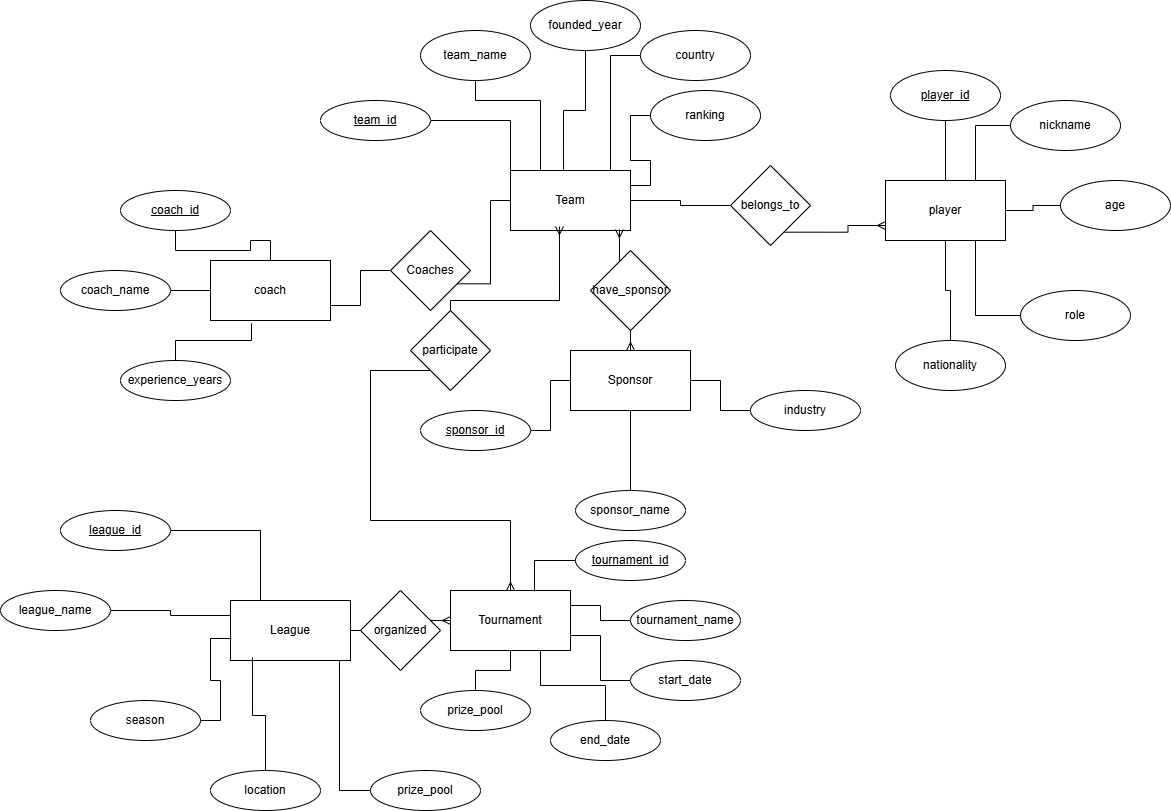 founded_year
team_name
country
team_id
ranking
player_id
nickname
Team
belongs_to
player
age
coach_id
coach_name
coach
Coaches
have_sponsor
role
experience_years
participate
Sponsor
nationality
sponsor_id
industry
sponsor_name
league_id
tournament_id
league_name
League
organized
Tournament
tournament_name
season
prize_pool
start_date
end_date
location
prize_pool